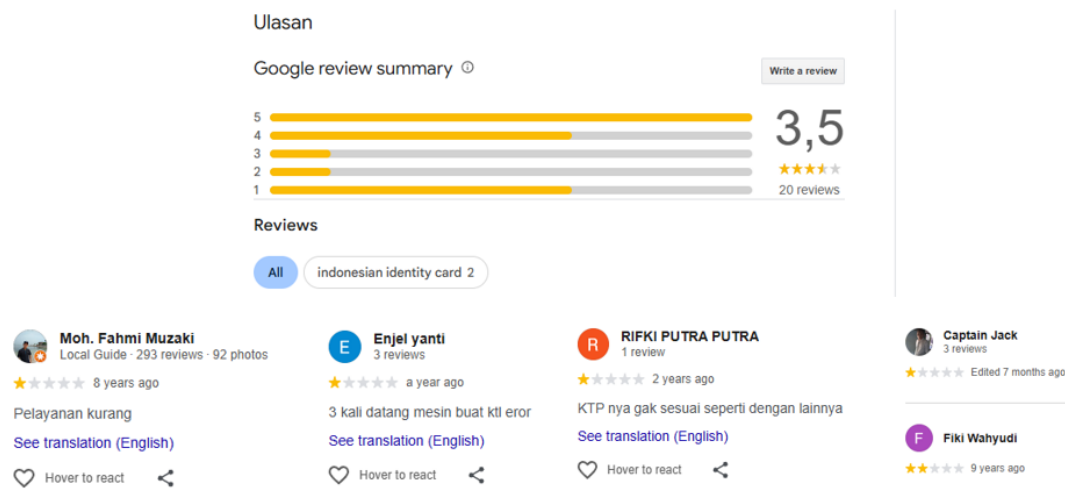 Ulasan
Google review summary
Write a review
5
4
3
2
1
3,5
20 reviews
Reviews
All
indonesian identity card 2
Moh. Fahmi Muzaki
Local Guide · 293 reviews · 92 photos
8 years ago
Pelayanan kurang
See translation (English)
Hover to react
E
Enjel yanti
3 reviews
a year ago
3 kali datang mesin buat ktl eror
See translation (English)
Hover to react
R
RIFKI PUTRA PUTRA
1 review
2 years ago
KTP nya gak sesuai seperti dengan lainnya
See translation (English)
Hover to react
Captain Jack
3 reviews
Edited 7 months ago
F
Fiki Wahyudi
9 years ago